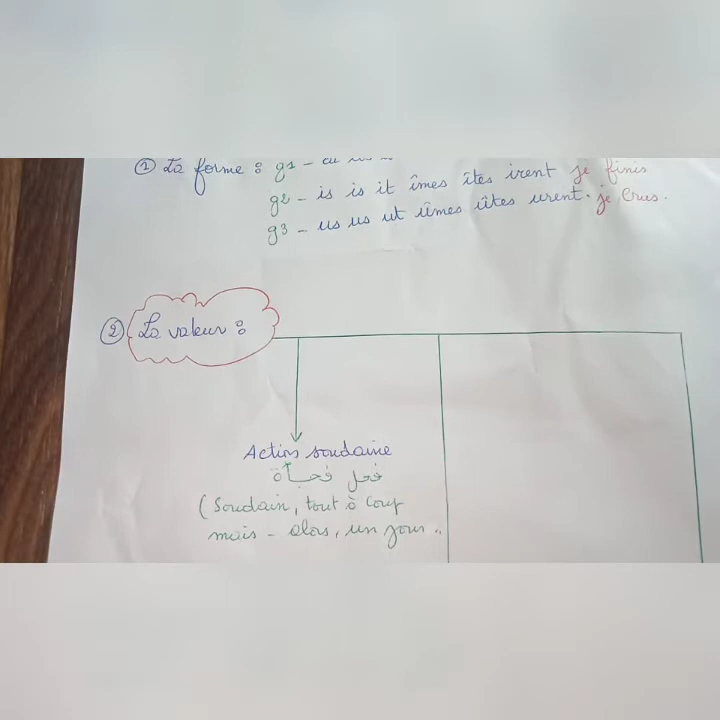 ① La forme : g1 - ai
g2 - is is it îmes îtes irent je finis
g3 - us us ut ûmes ûtes urent. je crus.
② La valeur :
Action soudaine
فعل فجأة
(Soudain, tout à coup
mais - alors, un jour..